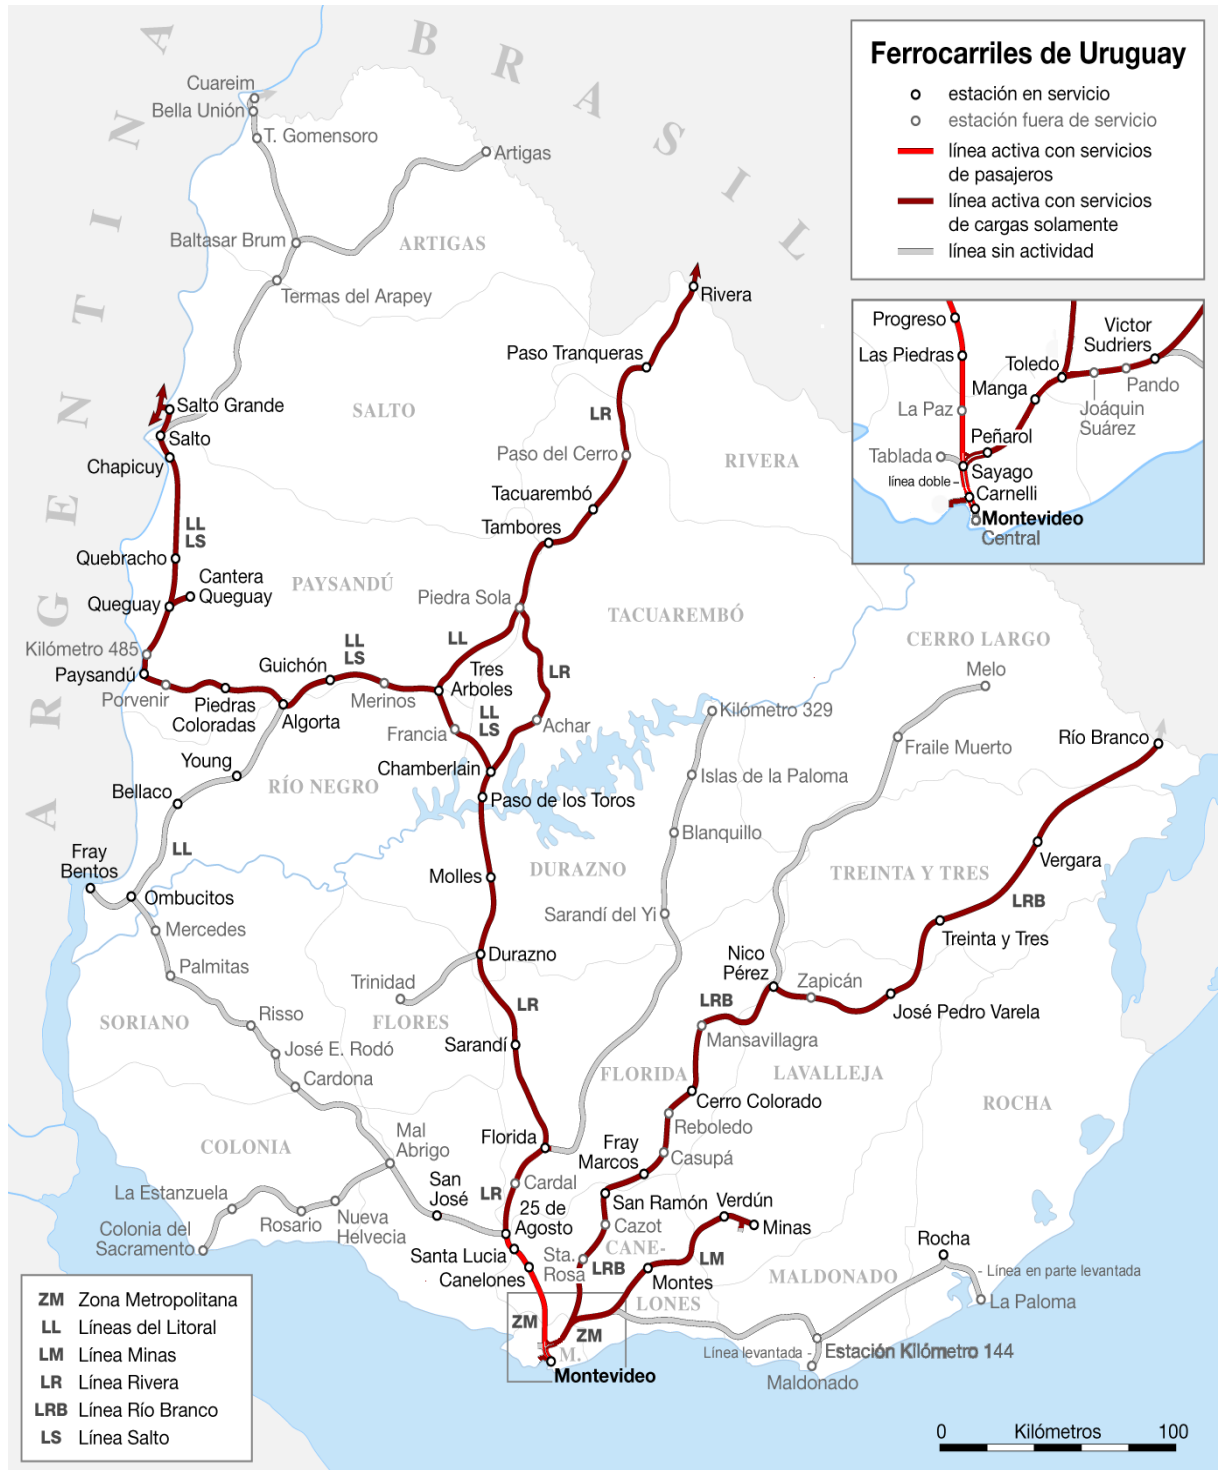 ARGENTINA
BRASIL
Ferrocarriles de Uruguay
estación en servicio
estación fuera de servicio
línea activa con servicios
de pasajeros
línea activa con servicios
de cargas solamente
línea sin actividad
Cuareim
Bella Unión
T. Gomensoro
Artigas
Baltasar Brum
ARTIGAS
Termas del Arapey
Rivera
Paso Tranqueras
LR
Salto Grande
SALTO
Salto
Chapicuy
Paso del Cerro
RIVERA
Tacuarembó
Tambores
LL
LS
Quebracho
Cantera
Queguay
Queguay
PAYSANDÚ
Piedra Sola
TACUAREMBÓ
CERRO LARGO
Kilómetro 485
Paysandú
Porvenir
Piedras
Coloradas
Guichón
LL
LS
LL
Algorta
Merinos
Tres
Arboles
LR
LL
LS
Francia
Achar
Melo
Kilómetro 329
Fraile Muerto
Río Branco
Young
Chamberlain
Islas de la Paloma
Bellaco
RÍO NEGRO
Paso de los Toros
Blanquillo
LL
Fray
Bentos
Ombucitos
Molles
DURAZNO
TREINTA Y TRES
Vergara
LRB
Sarandí del Yi
Mercedes
Treinta y Tres
Palmitas
Durazno
Nico
Pérez
Zapicán
Trinidad
LRB
José Pedro Varela
SORIANO
Risso
FLORES
LR
Mansavillagra
José E. Rodó
Sarandí
Cardona
FLORIDA
LAVALLEJA
Cerro Colorado
ROCHA
Reboledo
COLONIA
Mal
Abrigo
Florida
Fray
Marcos
Casupá
La Estanzuela
San
José
LR
Cardal
San Ramón
Verdún
Minas
Colonia del
Sacramento
Rosario
Nueva
Helvecia
25 de
Agosto
Cazot
CANE-
LONES
Santa Lucia
Canelones
Sta.
Rosa
LRB
LM
Montes
Rocha
Línea en parte levantada
MALDONADO
La Paloma
ZM
ZM
M.
Montevideo
Línea levantada
Estación Kilómetro 144
Maldonado
Progreso
Las Piedras
La Paz
Tablada
línea doble
Victor
Sudriers
Toledo
Manga
Pando
Joáquin
Suárez
Peñarol
Sayago
Carnelli
Montevideo
Central
ZM Zona Metropolitana
LL Líneas del Litoral
LM Línea Minas
LR Línea Rivera
LRB Línea Río Branco
LS Línea Salto
0 Kilómetros 100